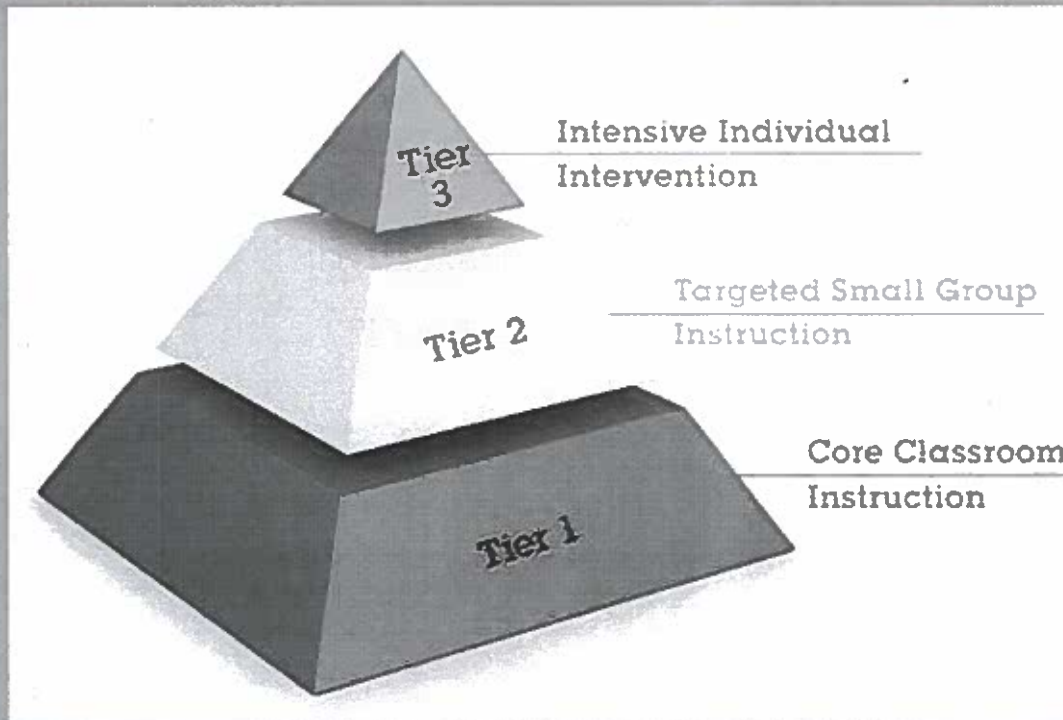 Tier
3
Intensive Individual
Intervention
Tier 2
Targeted Small Group
Instruction
Tier 1
Core Classroom
Instruction